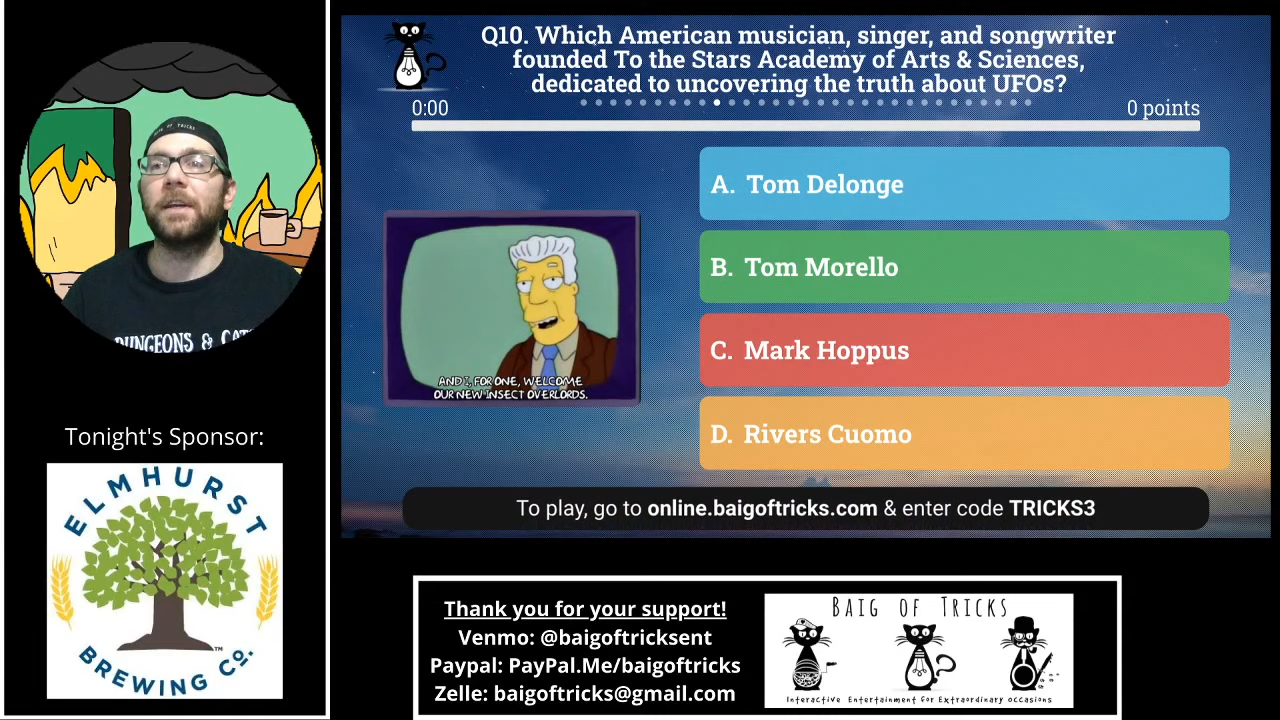 Q10. Which American musician, singer, and songwriter
founded To the Stars Academy of Arts & Sciences,
dedicated to uncovering the truth about UFOs?
0:00
0 points
A. Tom Delonge
B. Tom Morello
C. Mark Hoppus
D. Rivers Cuomo
AND I, FOR ONE, WELCOME
OUR NEW INSECT OVERLORDS.
To play, go to online.baigoftricks.com & enter code TRICKS3
DUNGEONS & CATS
Tonight's Sponsor:
ELMHURST
BREWING CO.
TM
Thank you for your support!
Venmo: @baigoftricksent
Paypal: PayPal.Me/baigoftricks
Zelle: baigoftricks@gmail.com
BAIG OF TRICKS
Interactive Entertainment for Extraordinary occasions